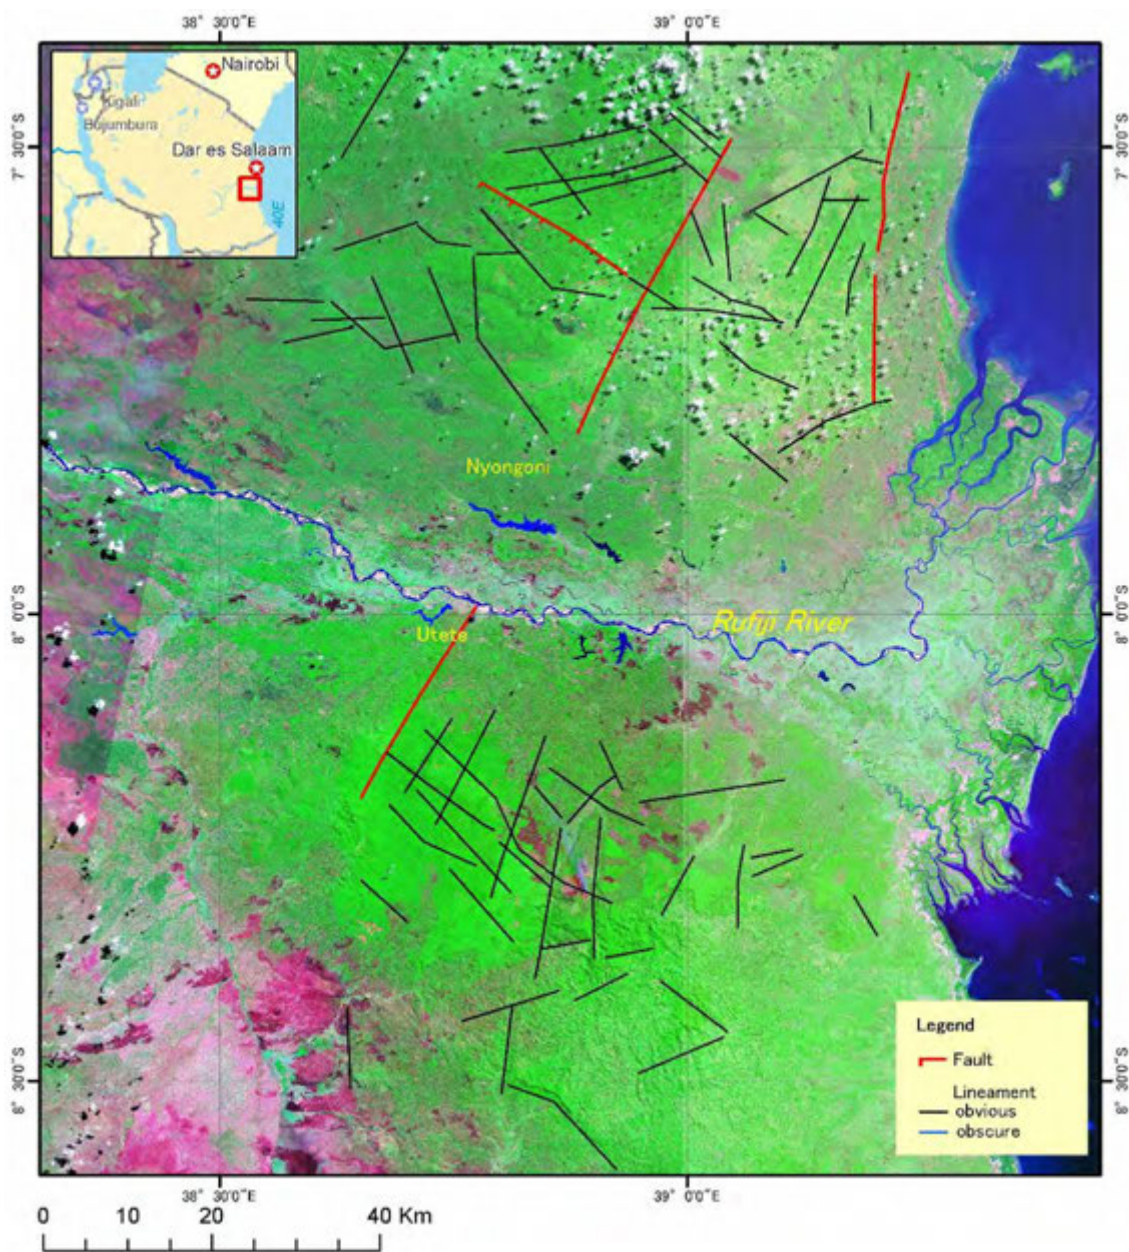 38° 30'0"E
39° 0'0"E
Nairobi
Kigali
Bujumbura
Dar es Salaam
40E
7° 30'0"S
7° 30'0"S
Nyongoni
8° 0'0"S
8° 0'0"S
Utete
Rufiji River
8° 30'0"S
8° 30'0"S
Legend
Fault
Lineament
obvious
obscure
38° 30'0"E
39° 0'0"E
0 10 20 40 Km